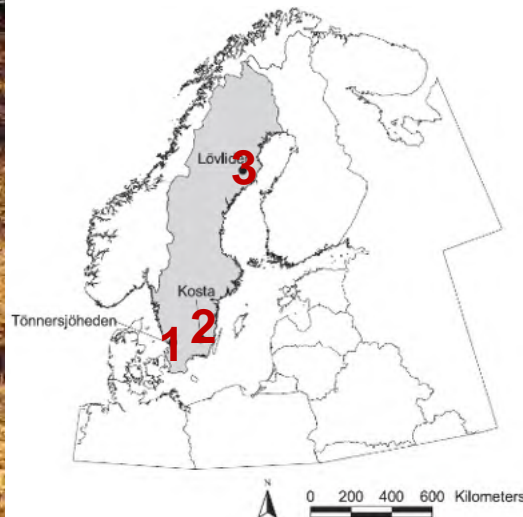 Lövliden
3
Kosta
Tönnersjöheden
1
2
N
0 200 400 600 Kilometers